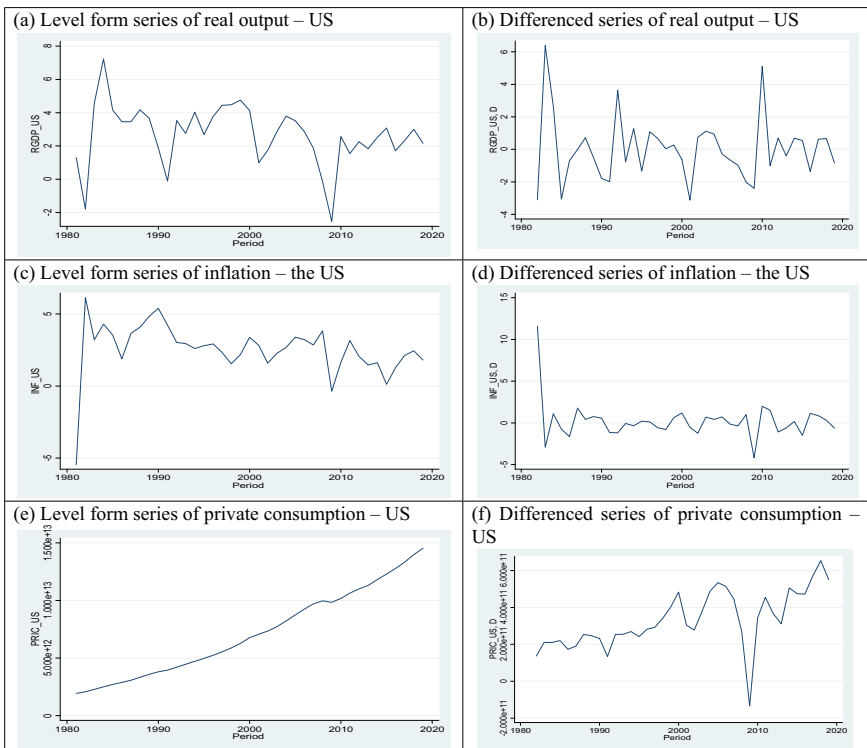 (a) Level form series of real output – US
RGDP_US
8
6
4
2
0
-2
1980 1990 2000 2010 2020
Period
(b) Differenced series of real output – US
RGDP_US, D
6
4
2
0
-2
-4
1980 1990 2000 2010 2020
Period
(c) Level form series of inflation – the US
INF_US
5
0
-5
1980 1990 2000 2010 2020
Period
(d) Differenced series of inflation – the US
INF_US, D
15
10
5
0
-5
1980 1990 2000 2010 2020
Period
(e) Level form series of private consumption – US
PRIC_US
1.500e+13
1.000e+13
5.000e+12
0
1980 1990 2000 2010 2020
Period
(f) Differenced series of private consumption –
US
PRIC_US, D
6.000e+11
4.000e+11
2.000e+11
0
-2.000e+11
1980 1990 2000 2010 2020
Period